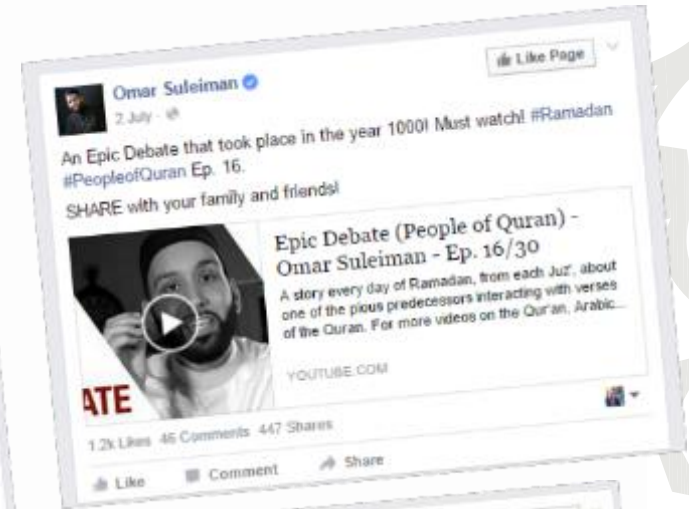 Like Page
Omar Suleiman
2 July
An Epic Debate that took place in the year 1000! Must watch! #Ramadan
#PeopleofQuran Ep. 16.
SHARE with your family and friends!
Epic Debate (People of Quran) -
Omar Suleiman - Ep. 16/30
A story every day of Ramadan, from each Juz', about
one of the pious predecessors interacting with verses
of the Quran. For more videos on the Qur'an, Arabic...
YOUTUBE.COM
ATE
1.2k Likes 46 Comments 447 Shares
Like Comment Share